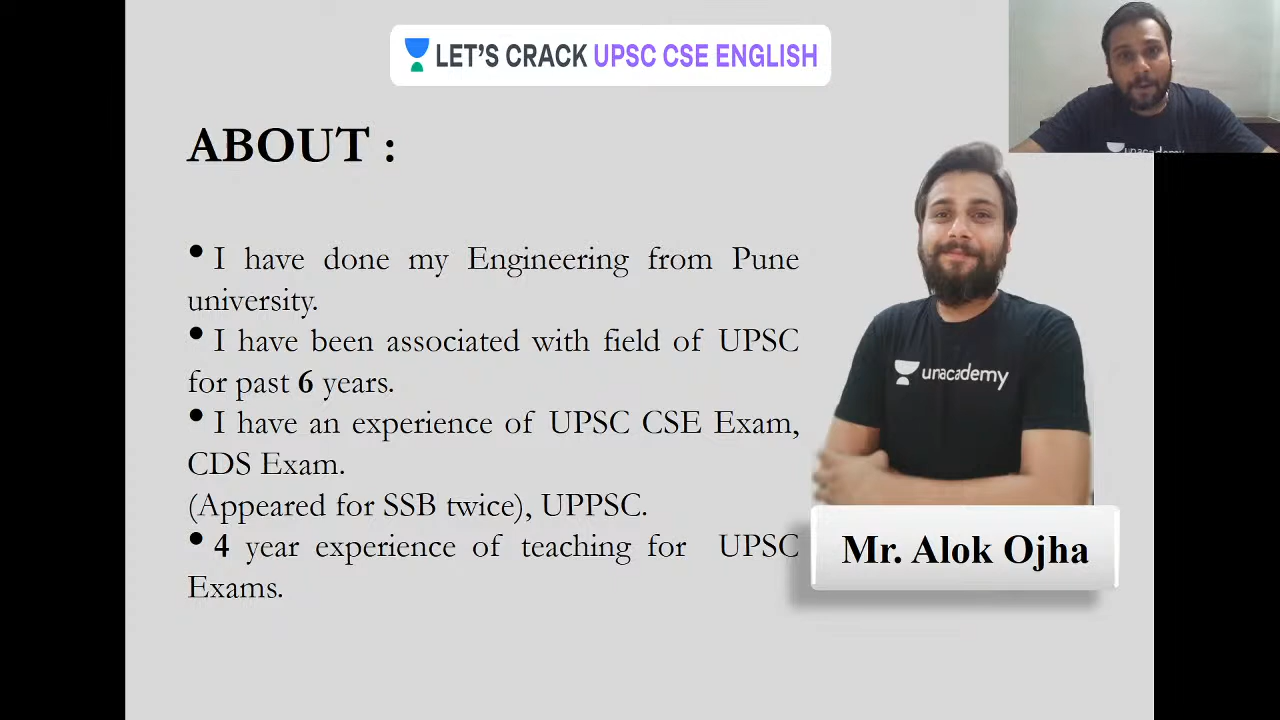 LET'S CRACK UPSC CSE ENGLISH
ABOUT :
• I have done my Engineering from Pune
university.
• I have been associated with field of UPSC
for past 6 years.
• I have an experience of UPSC CSE Exam,
CDS Exam.
(Appeared for SSB twice), UPPSC.
• 4 year experience of teaching for UPSC
Exams.
unacademy
unacademy
Mr. Alok Ojha